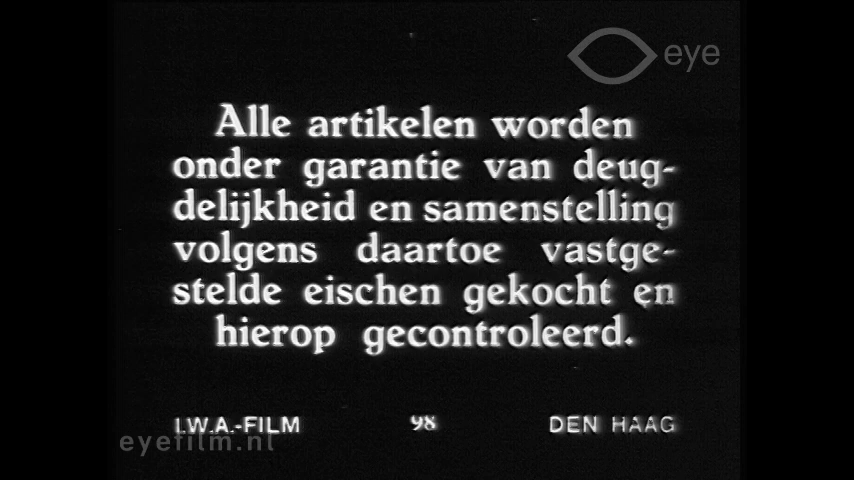 eye
Alle artikelen worden
onder garantie van deug-
delijkheid en samenstelling
volgens daartoe vastge-
stelde eischen gekocht en
hierop gecontroleerd.
I.W.A.-FILM 98 DEN HAAG
eyefilm.nl